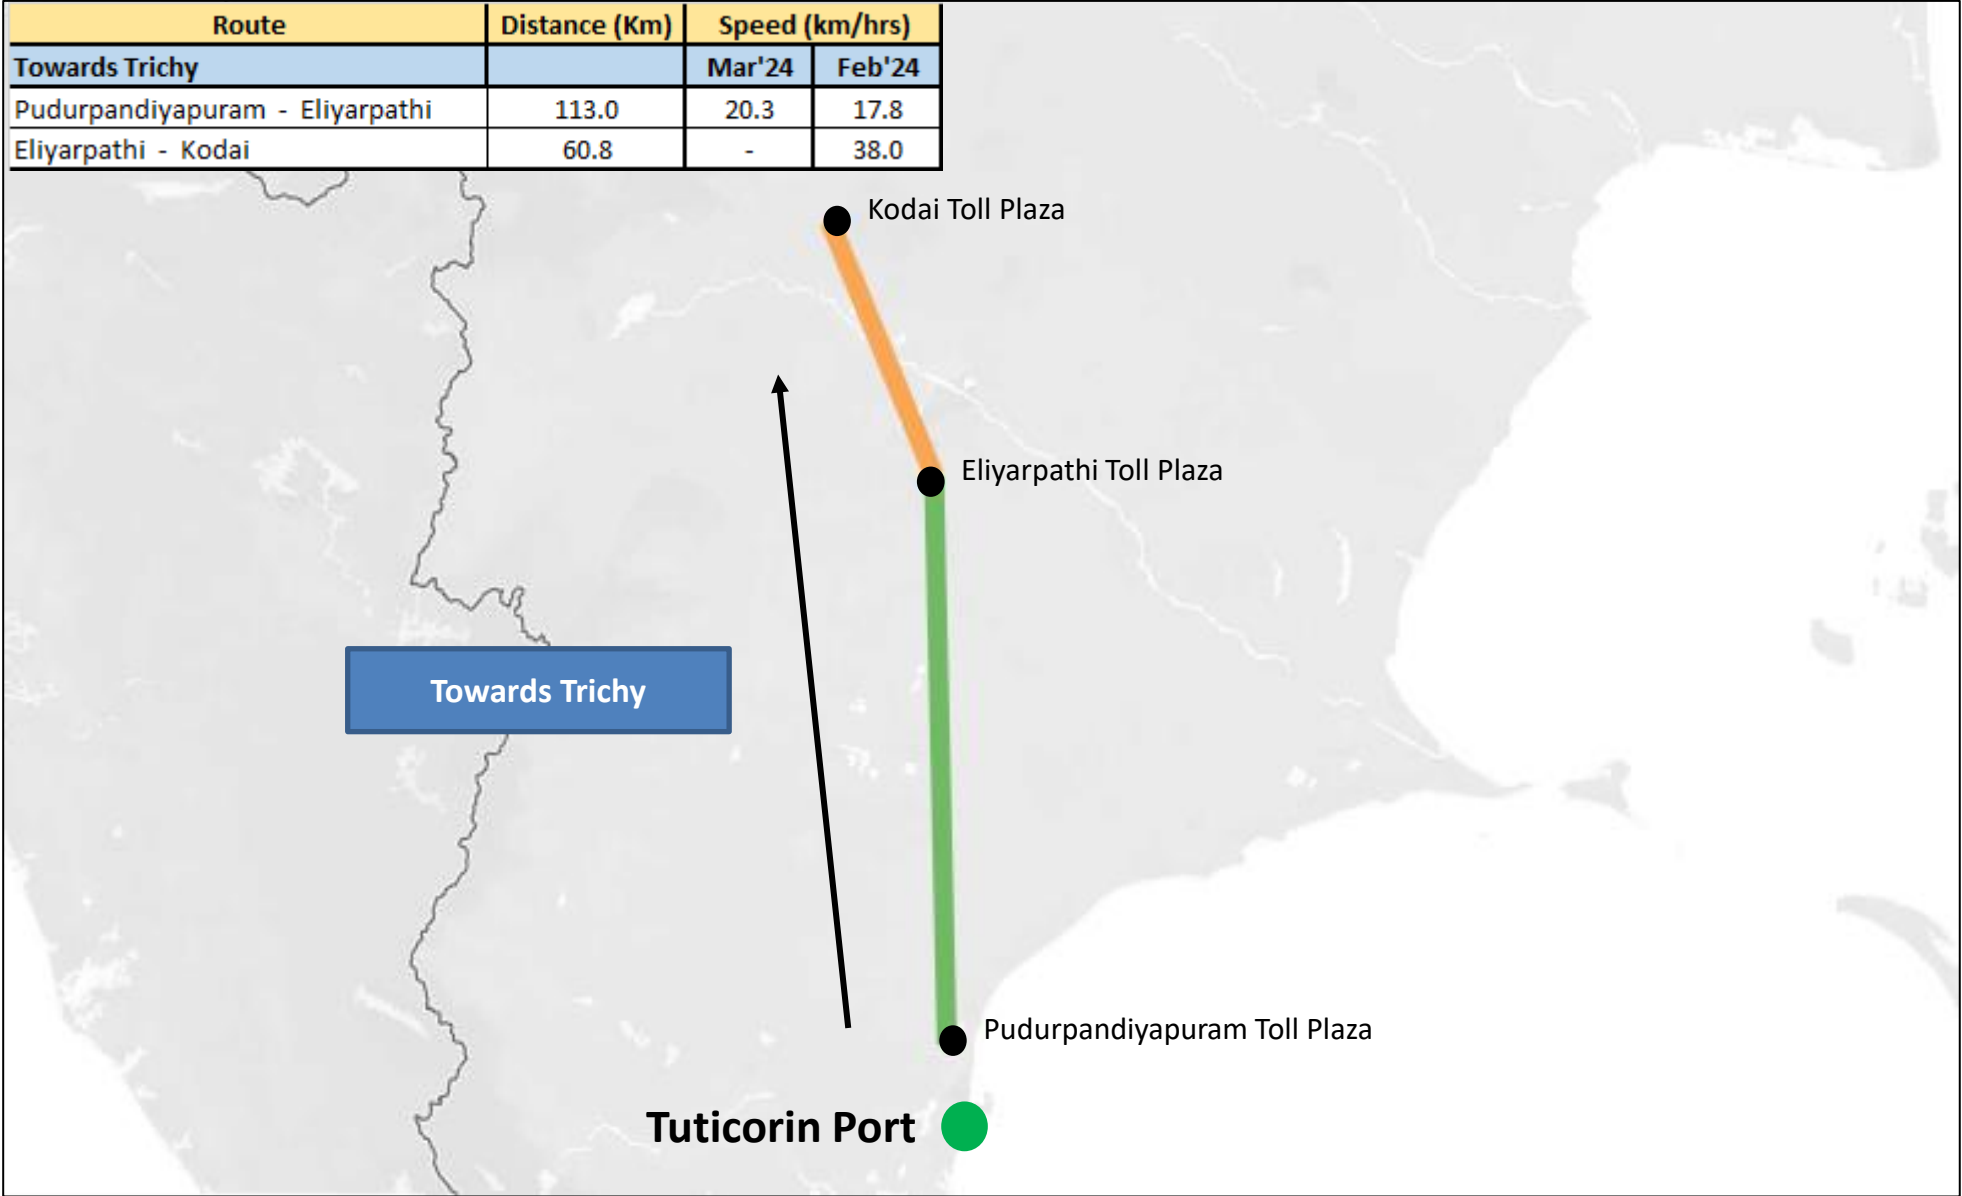 Route Distance (Km) Speed (km/hrs)
Towards Trichy Mar'24 Feb'24
Pudurpandiyapuram - Eliyarpathi 113.0 20.3 17.8
Eliyarpathi - Kodai 60.8 - 38.0
Kodai Toll Plaza
Eliyarpathi Toll Plaza
Towards Trichy
Pudurpandiyapuram Toll Plaza
Tuticorin Port